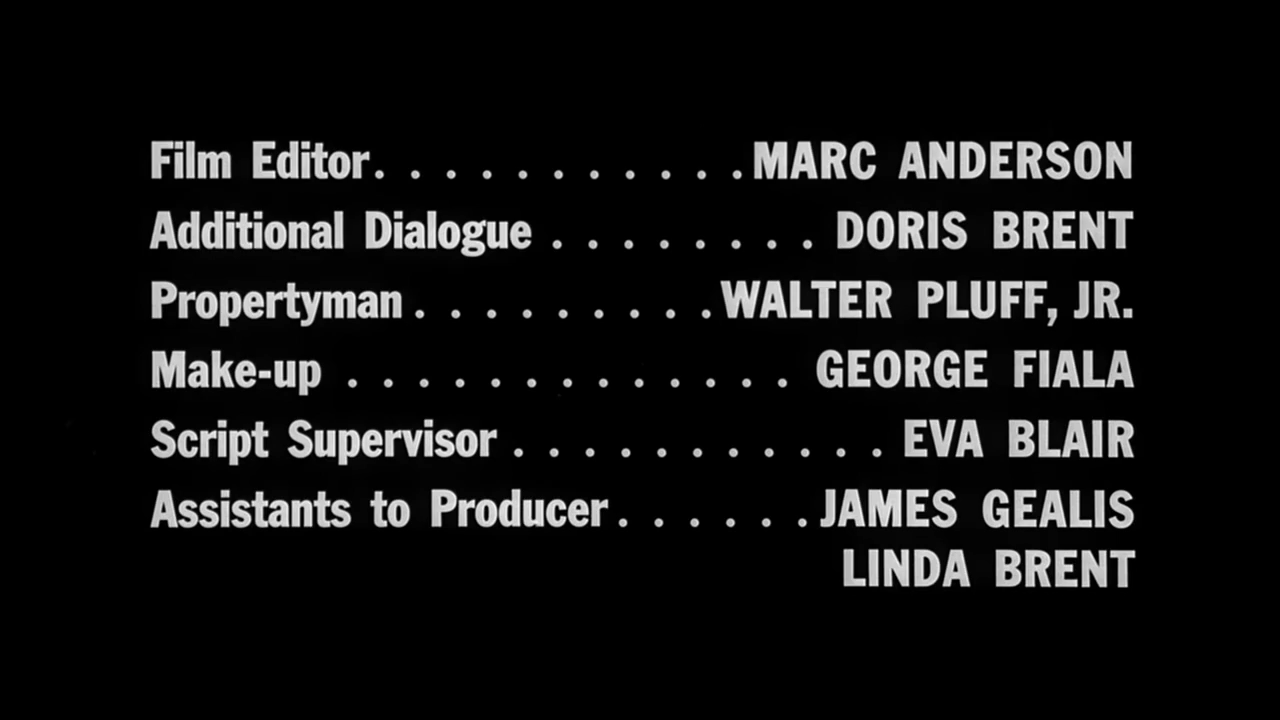 Film Editor. . . . . . . . . . . MARC ANDERSON
Additional Dialogue . . . . . . . . DORIS BRENT
Propertyman . . . . . . . . . WALTER PLUFF, JR.
Make-up . . . . . . . . . . . . . GEORGE FIALA
Script Supervisor . . . . . . . . . . . EVA BLAIR
Assistants to Producer. . . . . . JAMES GEALIS
LINDA BRENT